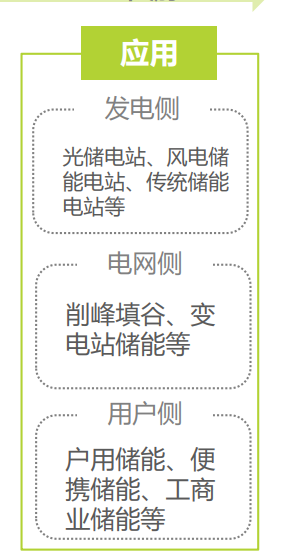 应用
发电侧
光储电站、风电储
能电站、传统储能
电站等
电网侧
削峰填谷、变
电站储能等
用户侧
户用储能、便
携储能、工商
业储能等